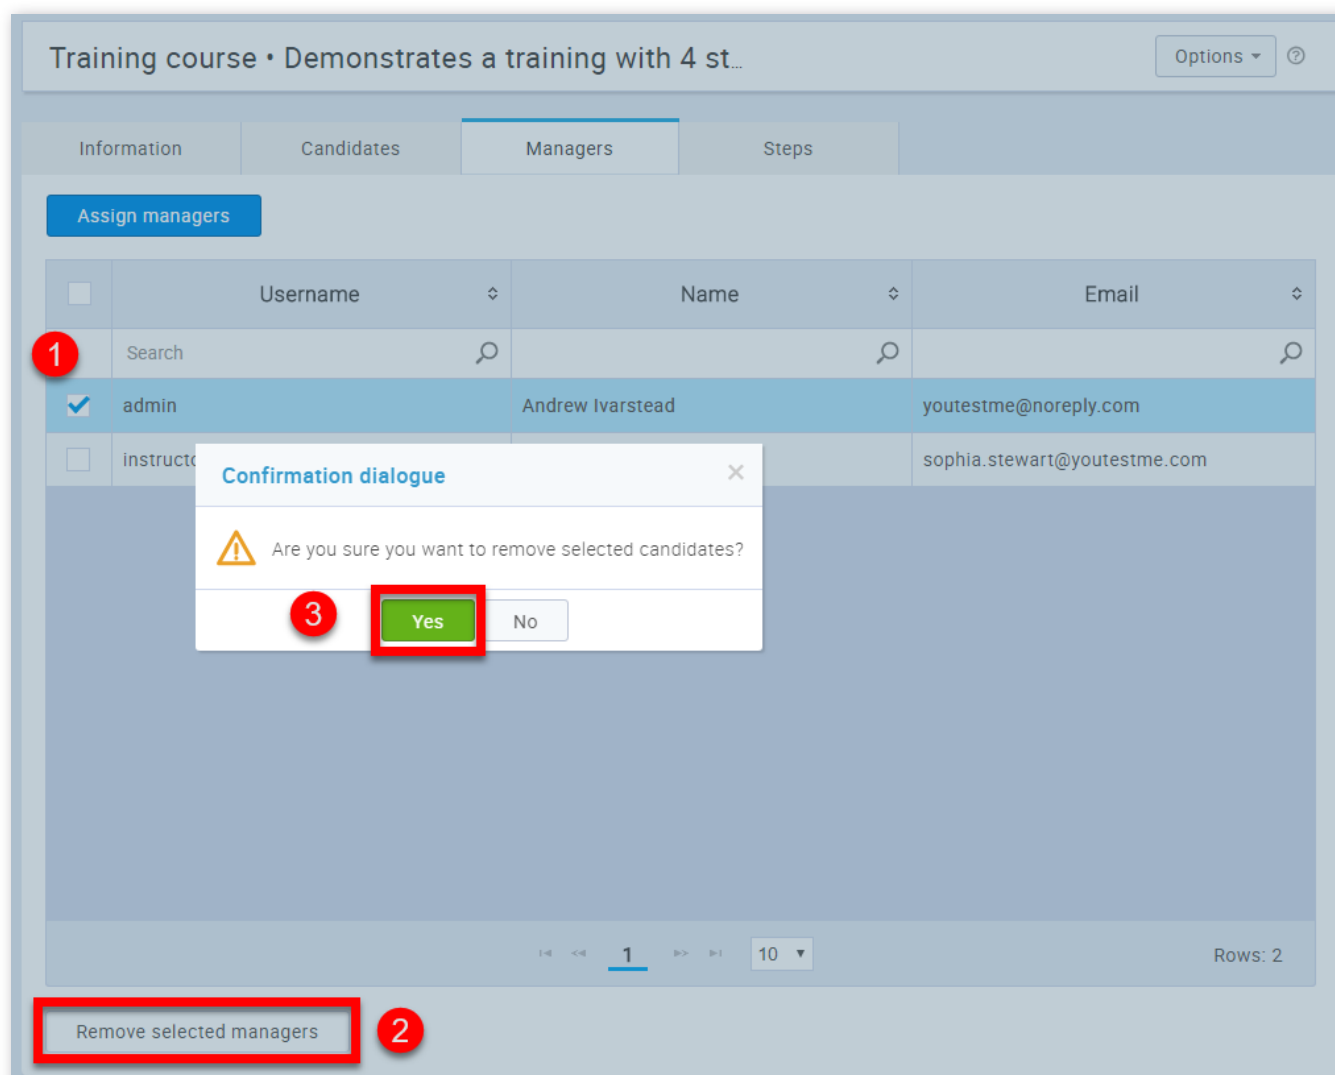 Training course • Demonstrates a training with 4 st...
Options
Information Candidates Managers Steps
Assign managers
Username Name Email
1
Search
admin Andrew Ivarstead youtestme@noreply.com
sophia.stewart@youtestme.com
Confirmation dialogue
Are you sure you want to remove selected candidates?
3 Yes No
1 10 Rows: 2
Remove selected managers 2